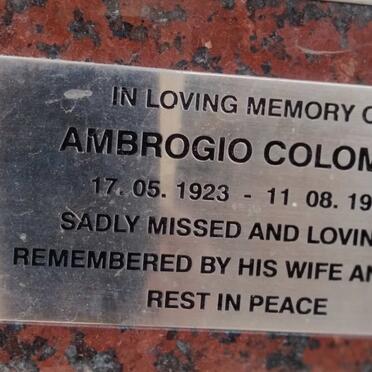 IN LOVING MEMORY O
AMBROGIO COLOM
17. 05. 1923 - 11. 08. 19
SADLY MISSED AND LOVIN
REMEMBERED BY HIS WIFE AN
REST IN PEACE